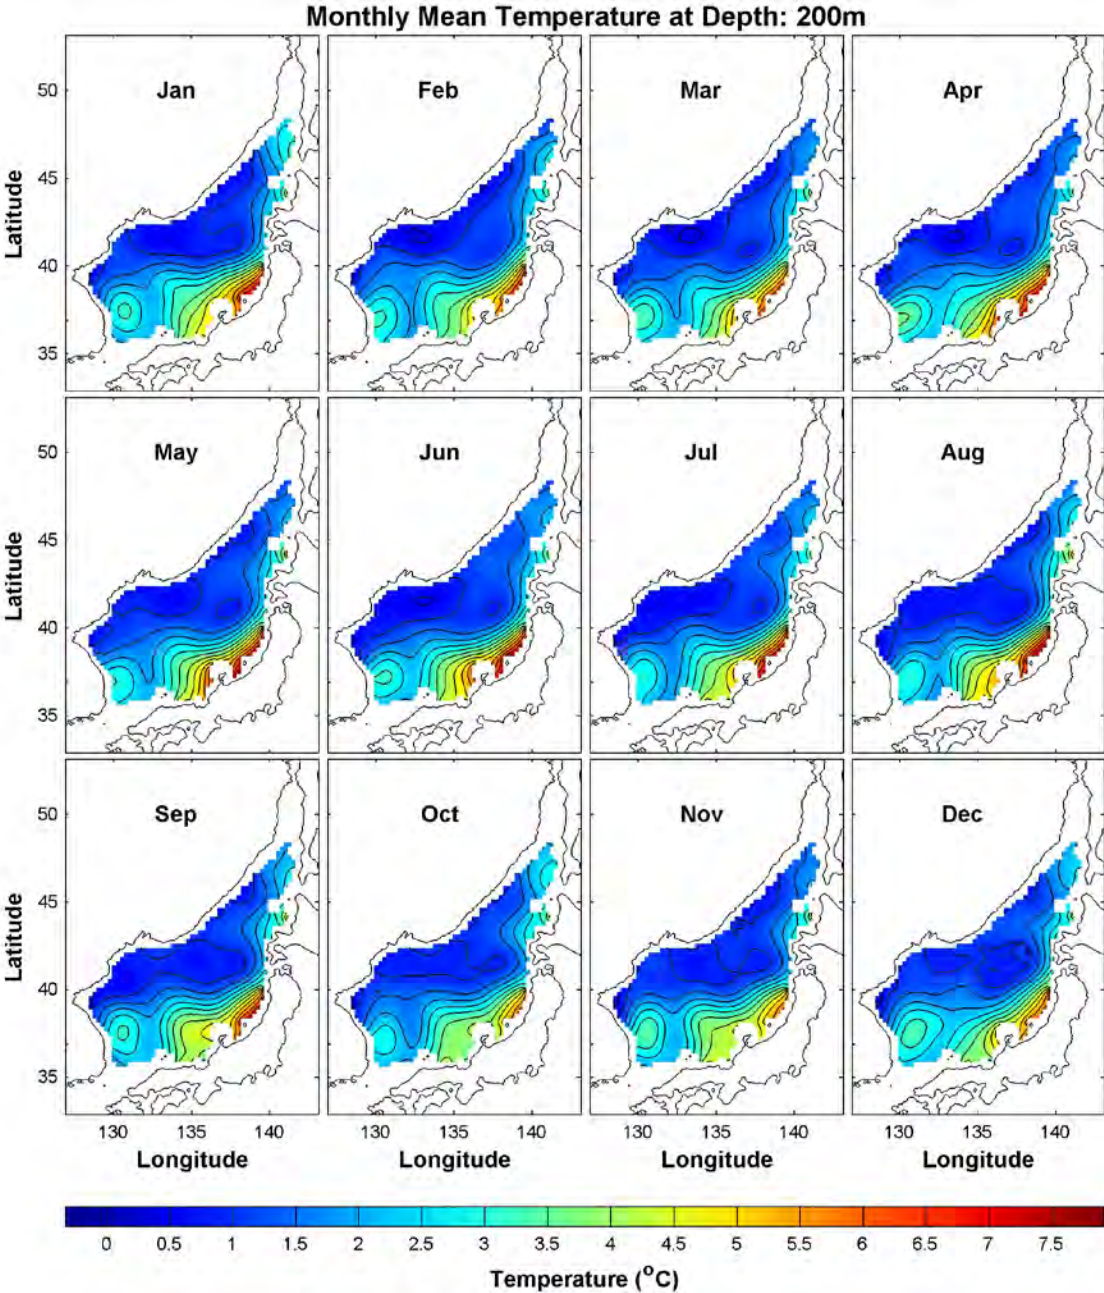 Monthly Mean Temperature at Depth: 200m
Jan Feb Mar Apr
50
45
40
35
Latitude
May Jun Jul Aug
50
45
40
35
Latitude
Sep Oct Nov Dec
50
45
40
35
Latitude
130 135 140 130 135 140 130 135 140 130 135 140
Longitude Longitude Longitude Longitude
0 0.5 1 1.5 2 2.5 3 3.5 4 4.5 5 5.5 6 6.5 7 7.5
Temperature (°C)